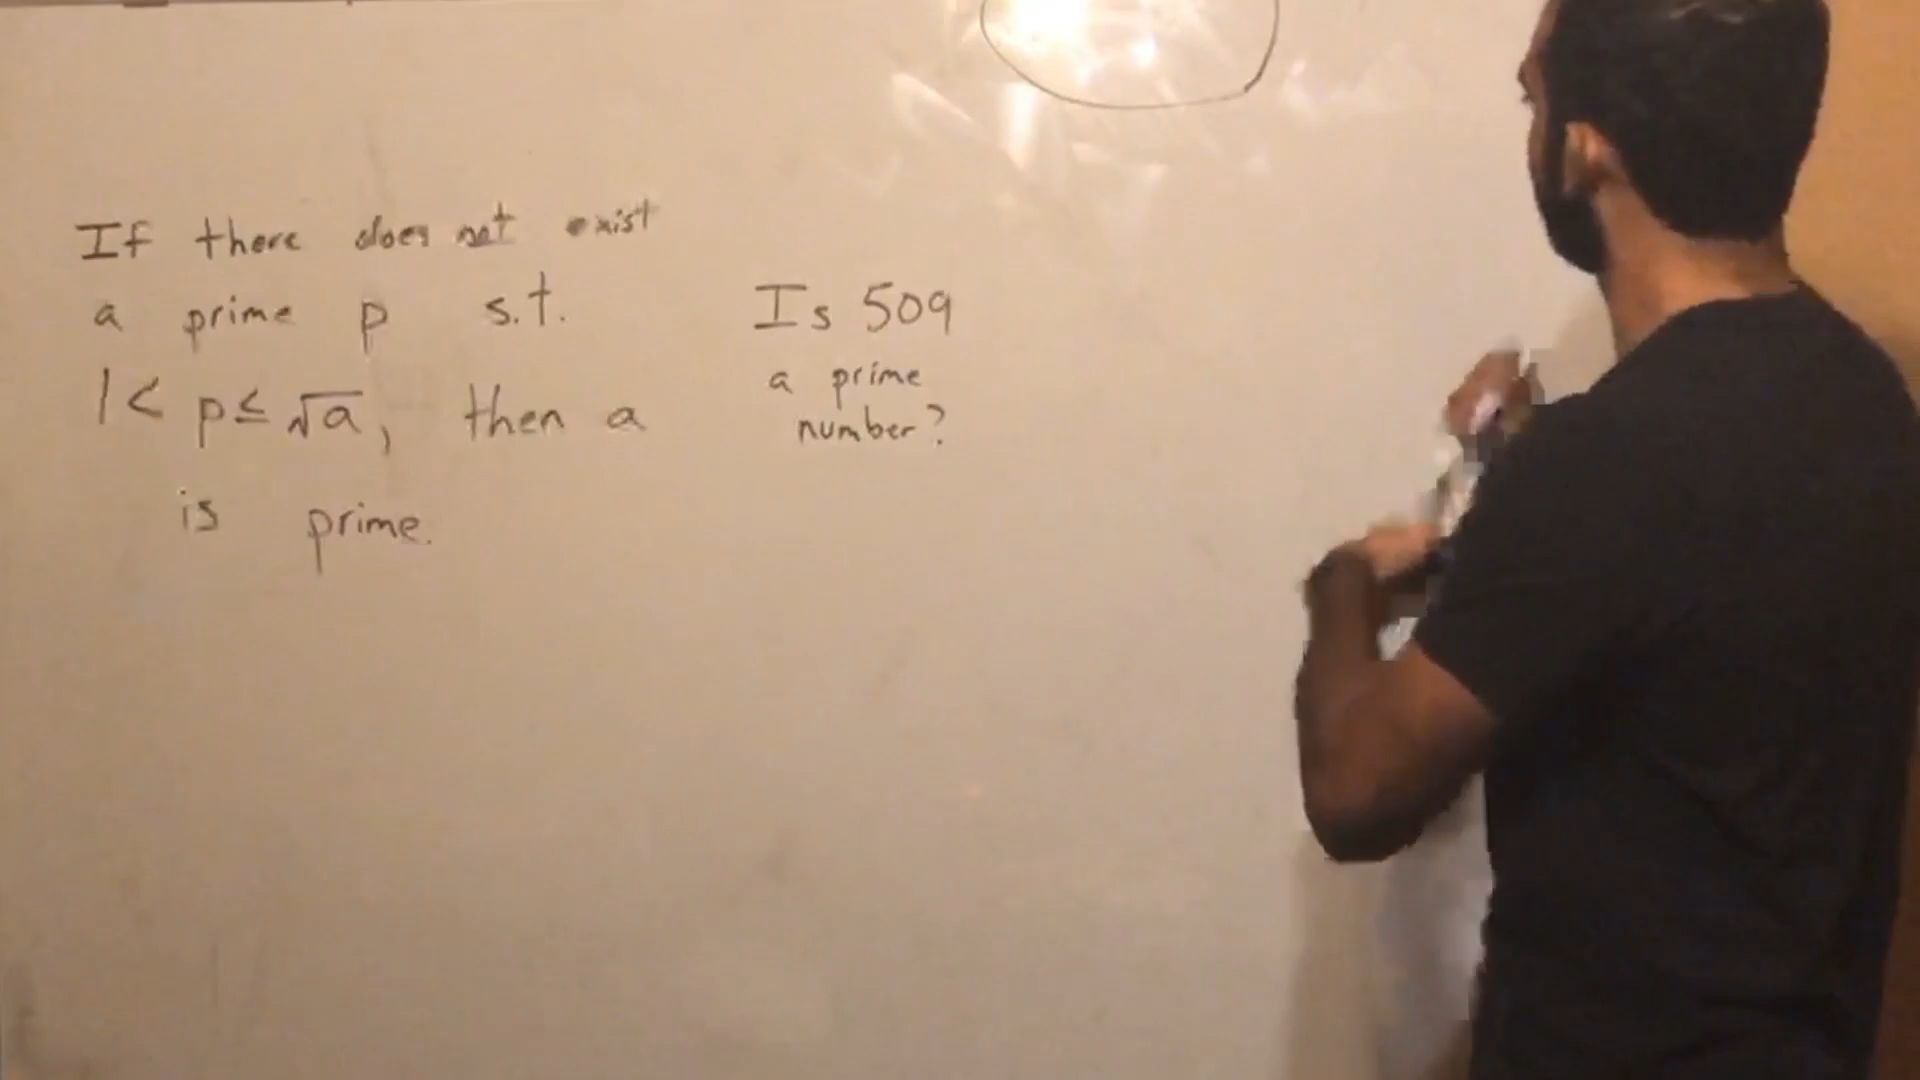 If there does not exist
a prime p s.t.
1 < p ≤ √a, then a
is prime.
Is 509
a prime
number?